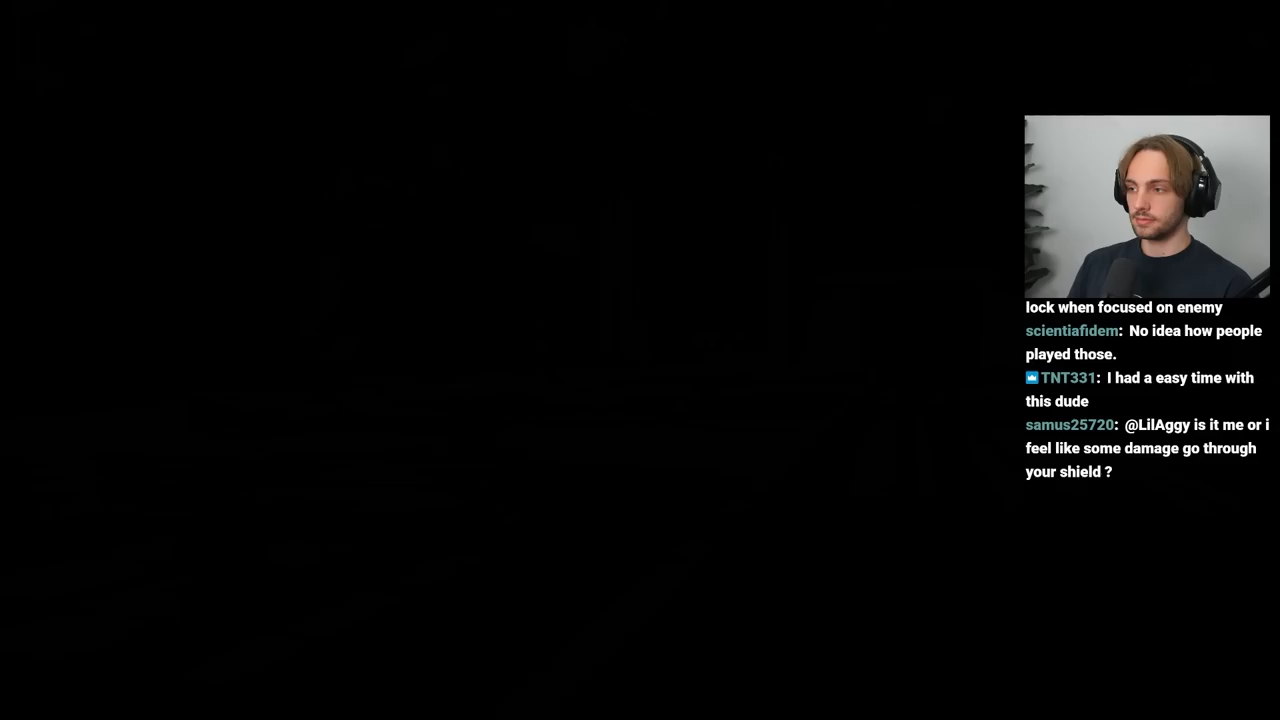 lock when focused on enemy
scientiafidem: No idea how people
played those.
TNT331: I had a easy time with
this dude
samus25720: @LilAggy is it me or i
feel like some damage go through
your shield ?